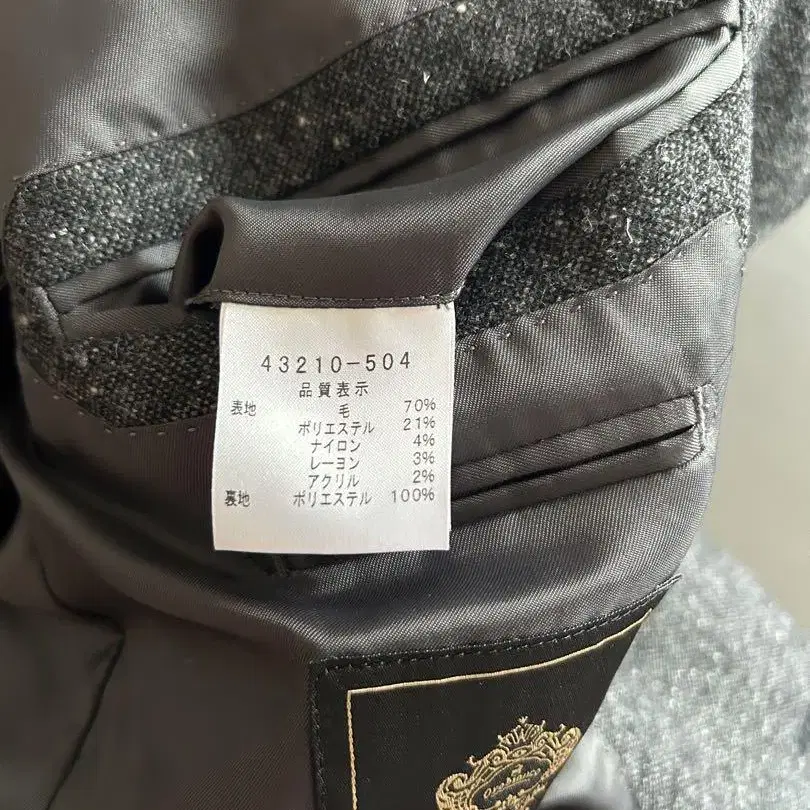 43210-504
品質表示
表地 毛 70%
ポリエステル 21%
ナイロン 4%
レーヨン 3%
アクリル 2%
裏地 ポリエステル 100%